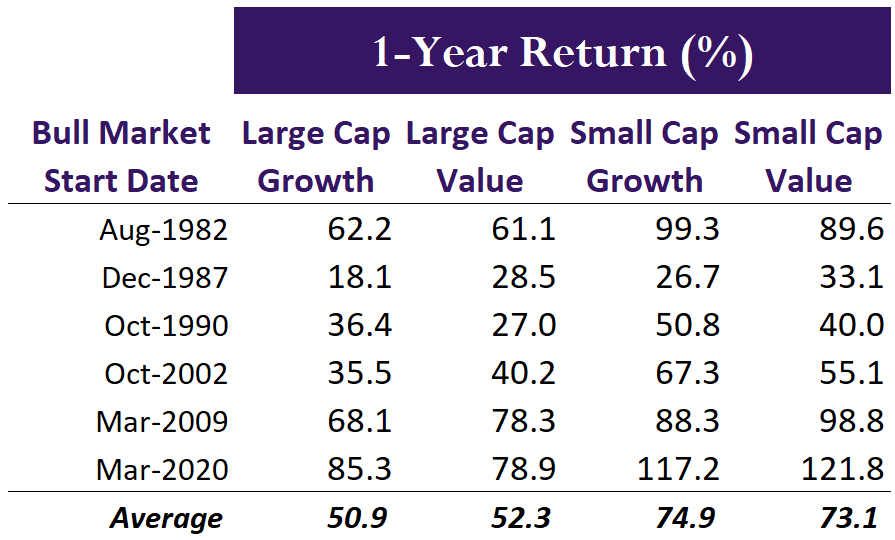 1-Year Return (%)
Bull Market Large Cap Large Cap Small Cap Small Cap
Start Date Growth Value Growth Value
Aug-1982 62.2 61.1 99.3 89.6
Dec-1987 18.1 28.5 26.7 33.1
Oct-1990 36.4 27.0 50.8 40.0
Oct-2002 35.5 40.2 67.3 55.1
Mar-2009 68.1 78.3 88.3 98.8
Mar-2020 85.3 78.9 117.2 121.8
Average 50.9 52.3 74.9 73.1